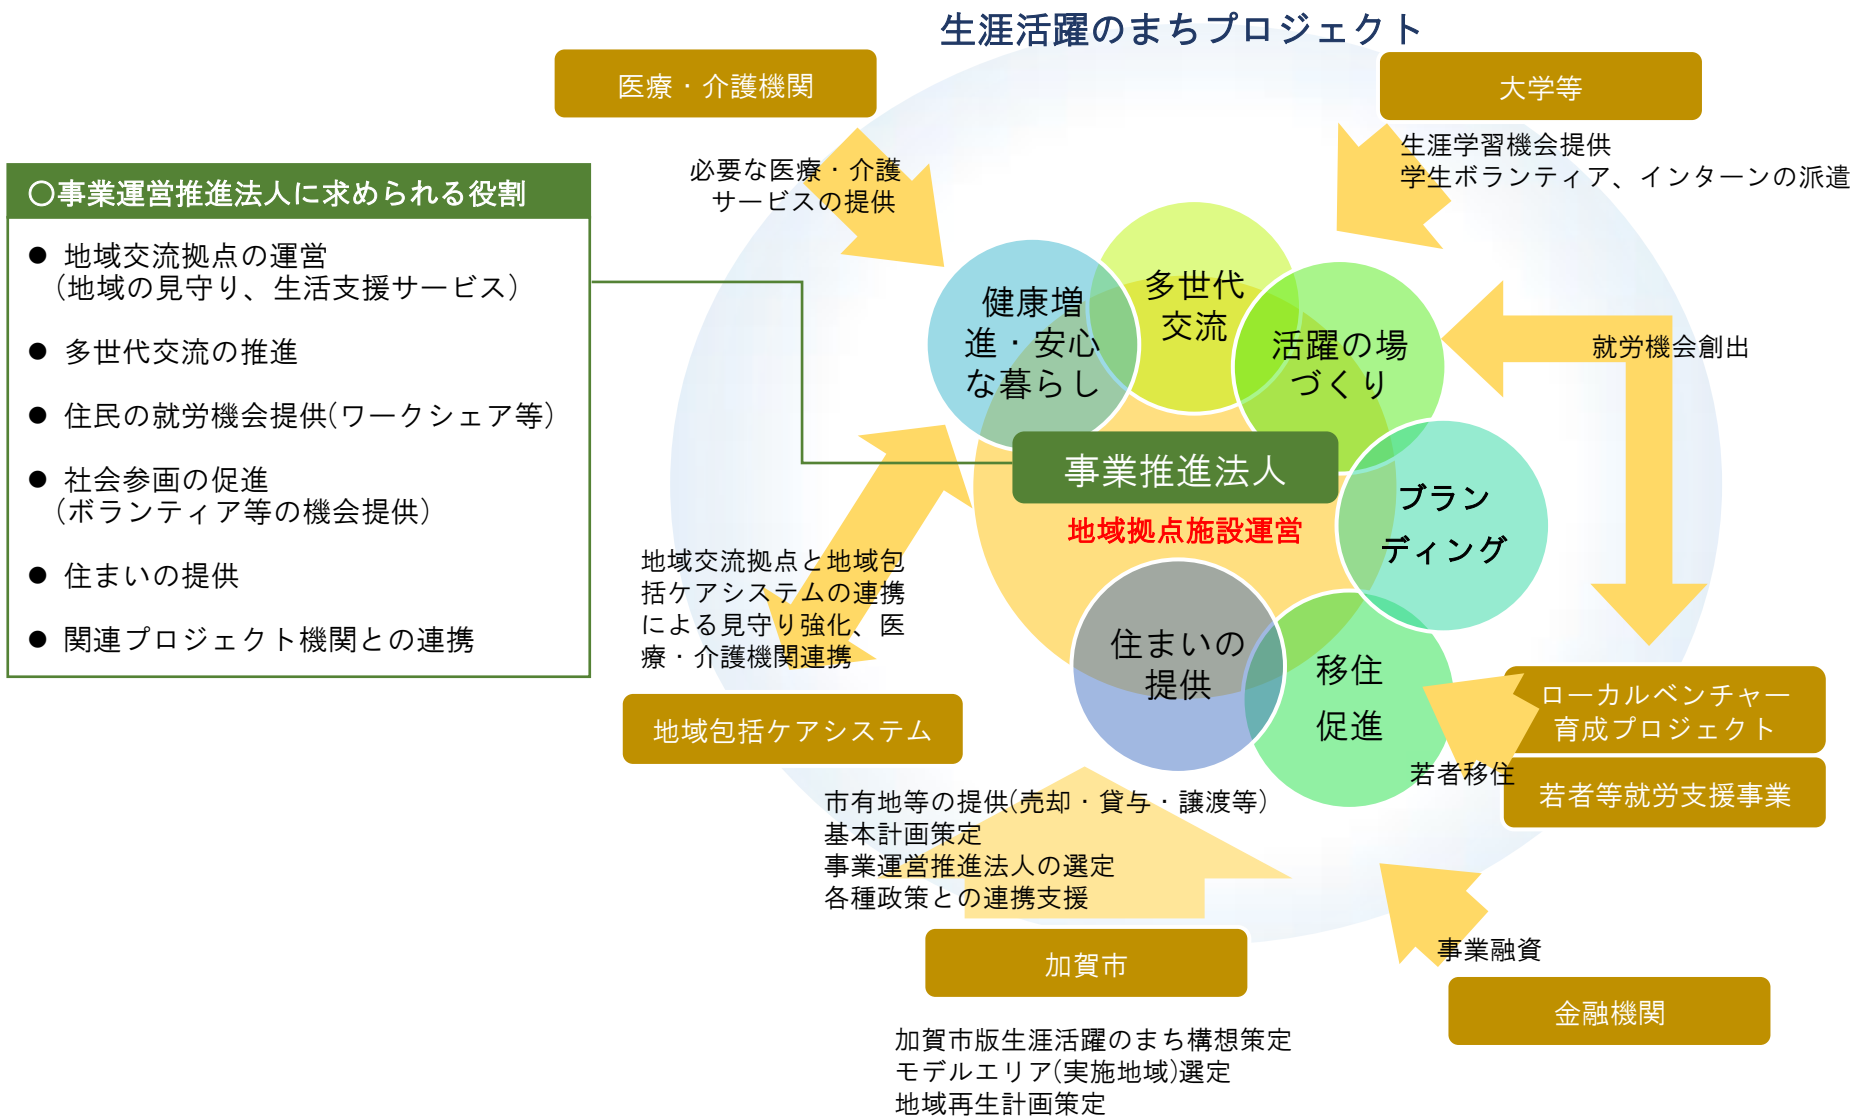 生涯活躍のまちプロジェクト
医療・介護機関
大学等
必要な医療・介護
サービスの提供
生涯学習機会提供
学生ボランティア、インターンの派遣
〇事業運営推進法人に求められる役割
● 地域交流拠点の運営
（地域の見守り、生活支援サービス）
● 多世代交流の推進
● 住民の就労機会提供(ワークシェア等)
● 社会参画の促進
（ボランティア等の機会提供）
● 住まいの提供
● 関連プロジェクト機関との連携
健康増
進・安心
な暮らし
多世代
交流
活躍の場
づくり
就労機会創出
事業推進法人
地域拠点施設運営
ブラン
ディング
住まいの
提供
移住
促進
地域交流拠点と地域包
括ケアシステムの連携
による見守り強化、医
療・介護機関連携
地域包括ケアシステム
ローカルベンチャー
育成プロジェクト
若者移住
若者等就労支援事業
市有地等の提供(売却・貸与・譲渡等)
基本計画策定
事業運営推進法人の選定
各種政策との連携支援
加賀市
事業融資
金融機関
加賀市版生涯活躍のまち構想策定
モデルエリア(実施地域)選定
地域再生計画策定